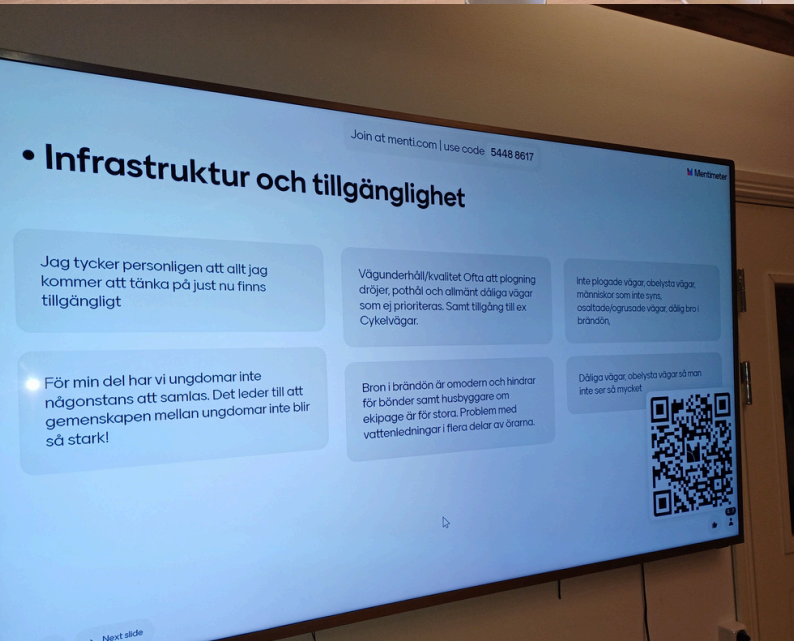 Join at menti.com | use code 5448 8617
Mentimeter
• Infrastruktur och tillgänglighet
Jag tycker personligen att allt jag
kommer att tänka på just nu finns
tillgängligt
Vägunderhåll/kvalitet Ofta att plogning
dröjer, pothål och allmänt dåliga vägar
som ej prioriteras. Samt tillgång till ex
Cykelvägar.
inte plogade vägar, obelysta vägar,
människor som inte syns,
osaltade/ogrusade vägar, dålig bro i
brändön,
För min del har vi ungdomar inte
någonstans att samlas. Det leder till att
gemenskapen mellan ungdomar inte blir
så stark!
Bron i brändön är omodern och hindrar
för bönder samt husbyggare om
ekipage är för stora. Problem med
vattenledningar i flera delar av örarna.
Dåliga vägar, obelysta vägar så man
inte ser så mycket
Next slide